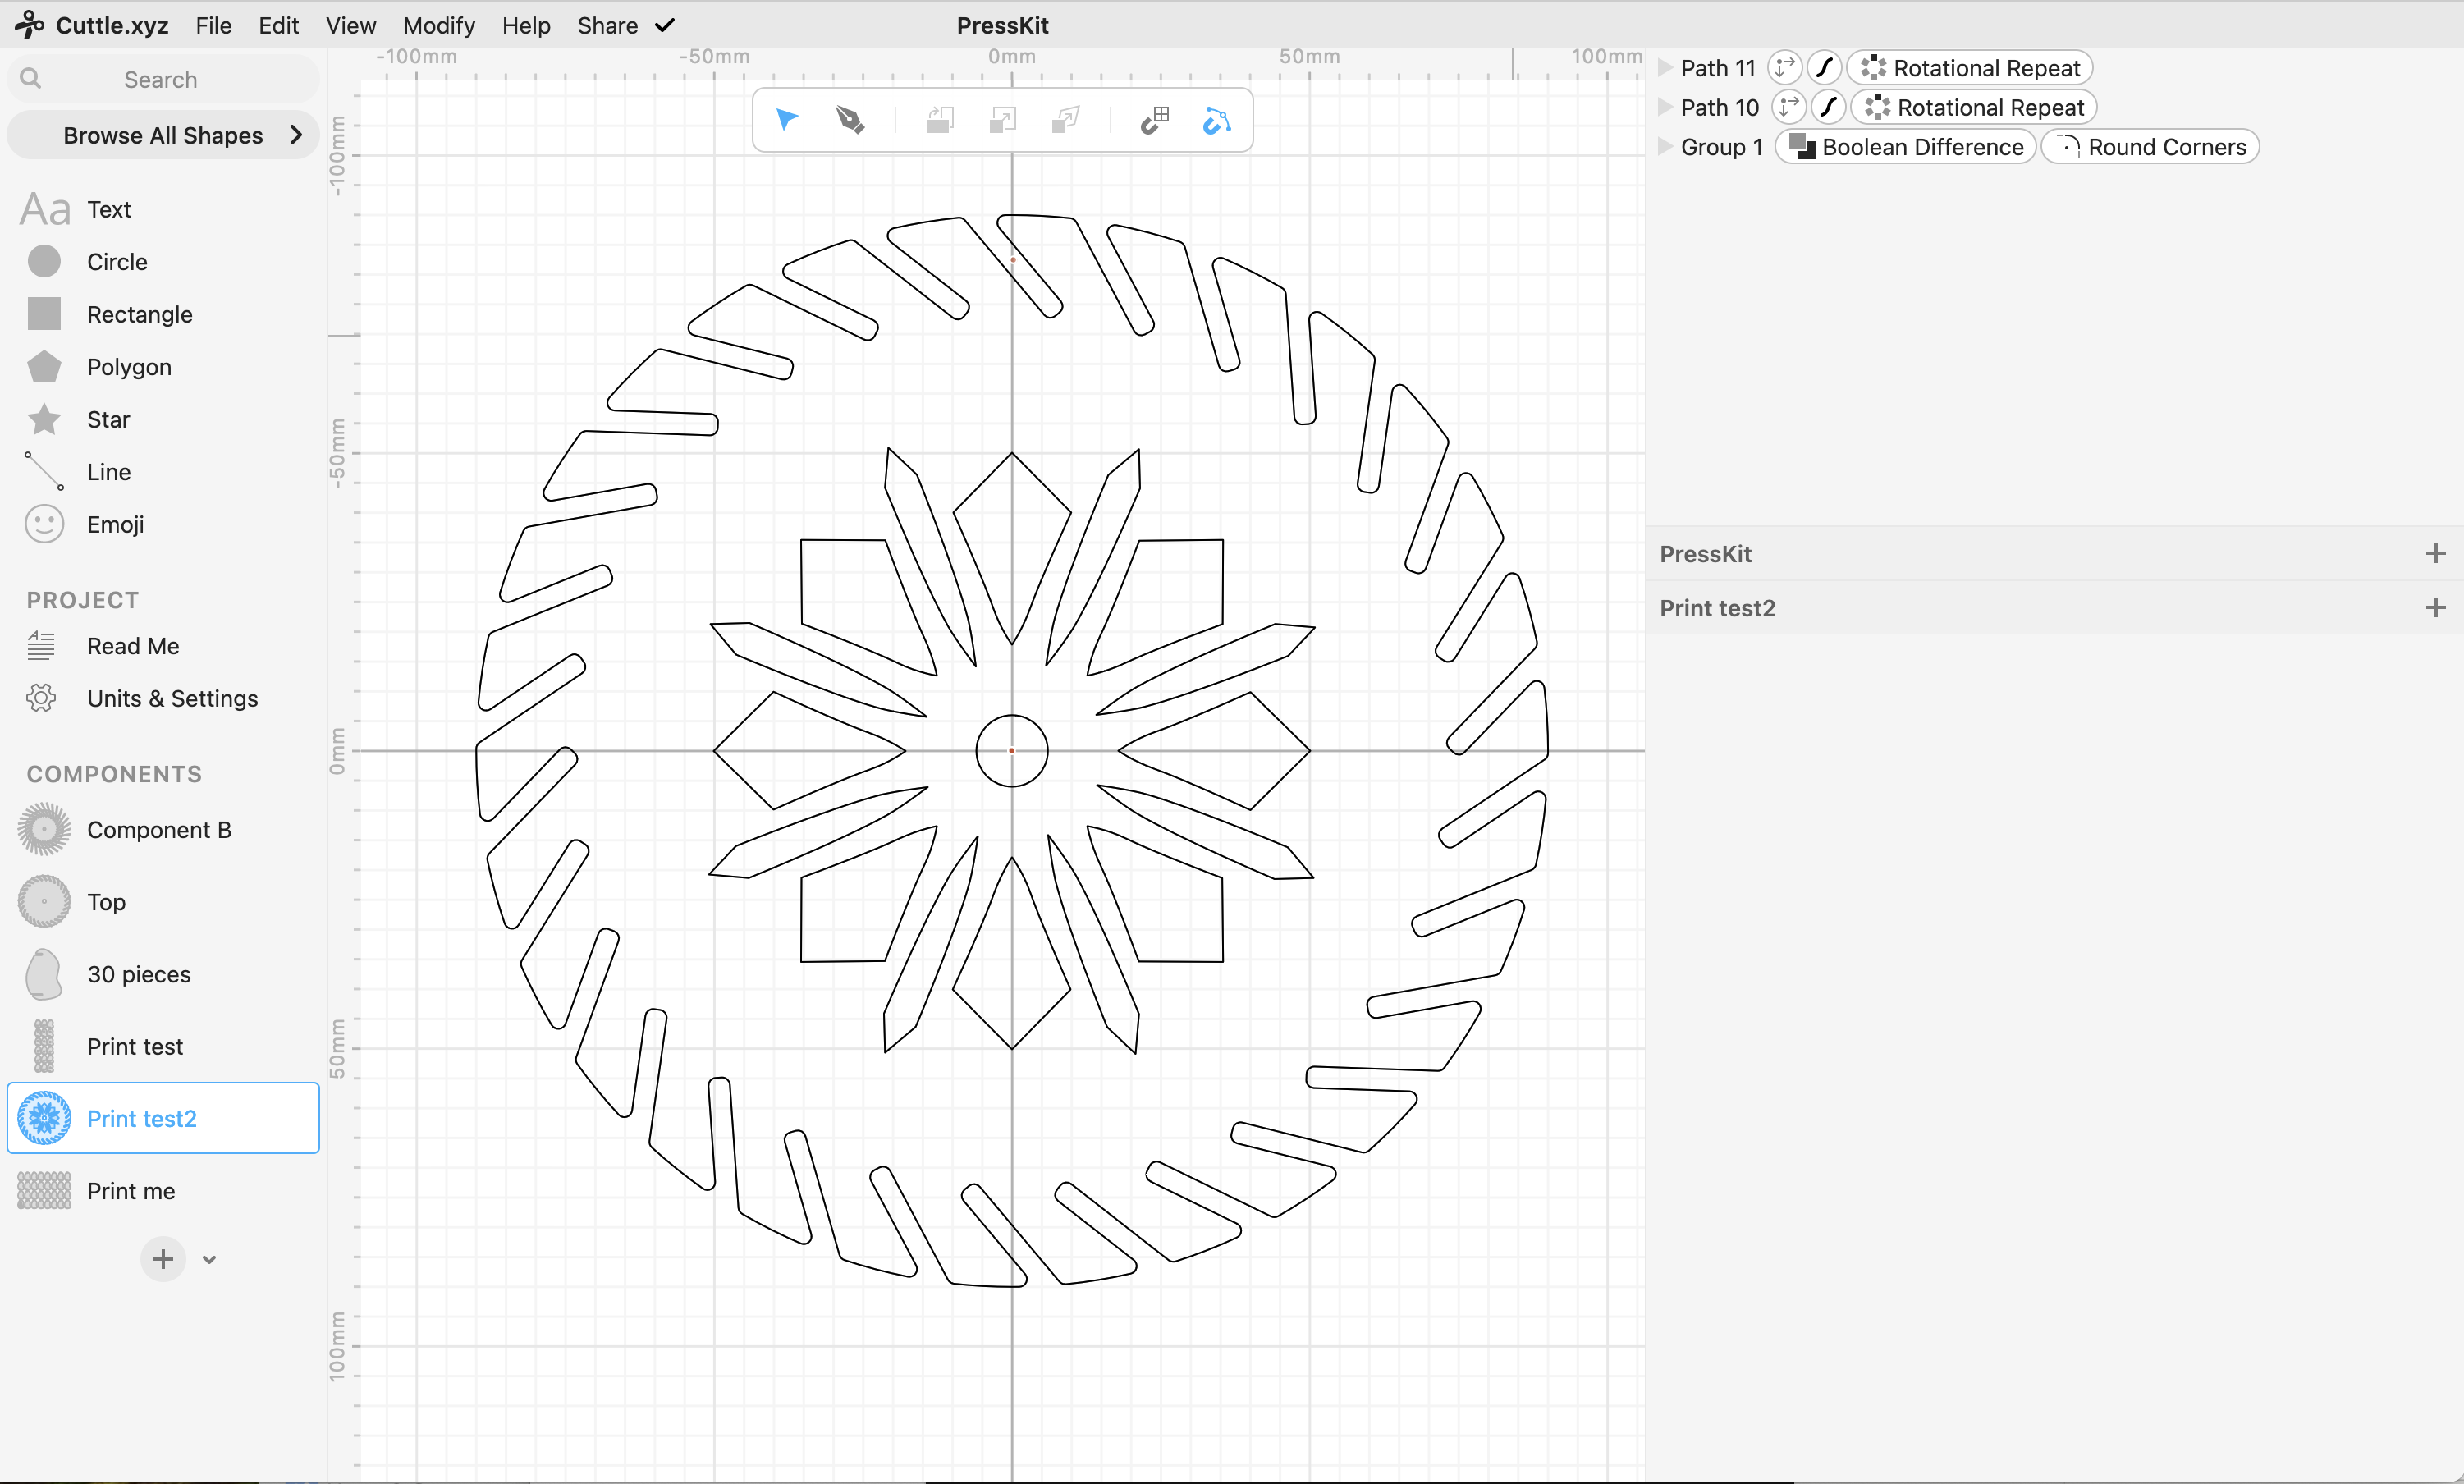 Cuttle.xyz File Edit View Modify Help Share PressKit
Search
Browse All Shapes
Aa Text
Circle
Rectangle
Polygon
Star
Line
Emoji
PROJECT
Read Me
Units & Settings
COMPONENTS
Component B
Top
30 pieces
Print test
Print test2
Print me
-100mm -50mm 0mm 50mm 100mm
-100mm
-50mm
0mm
50mm
100mm
Path 11 Rotational Repeat
Path 10 Rotational Repeat
Group 1 Boolean Difference Round Corners
PressKit
Print test2